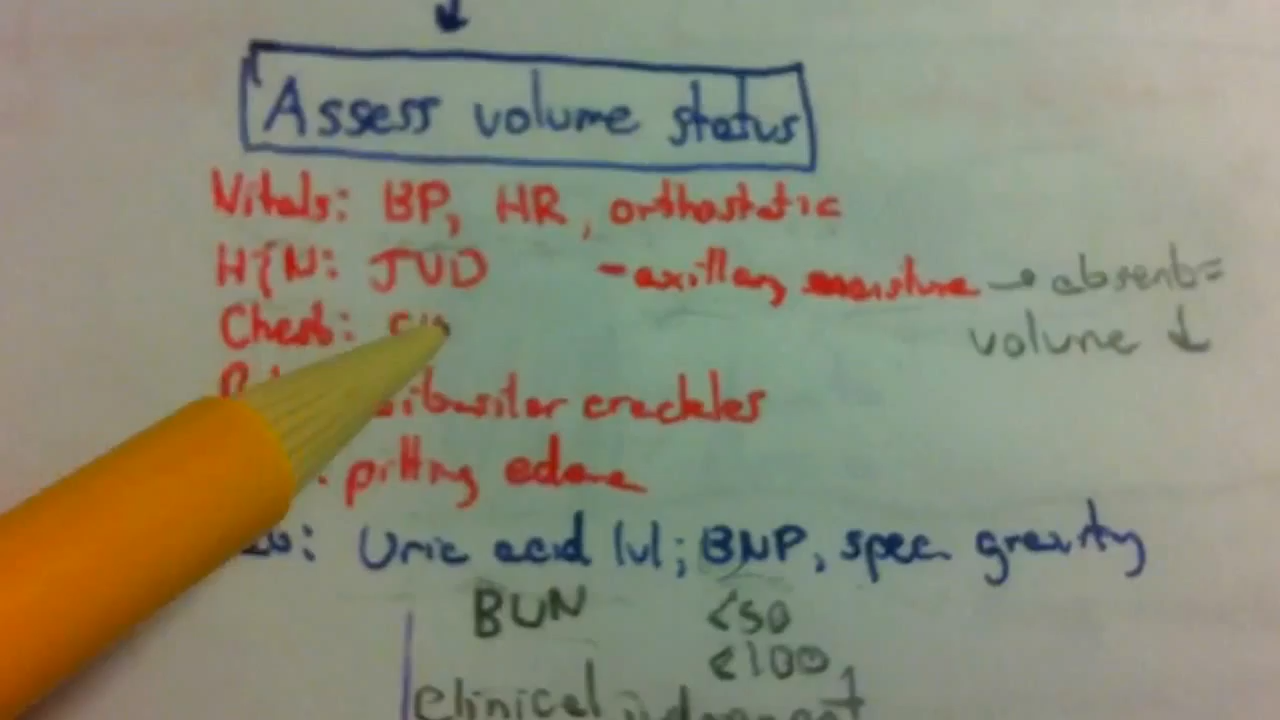 Assess volume status
Vitals: BP, HR, orthostatic
H{N: JVD -axillary moisture → absent =
volume ↓
Chest:
bibasilar crackles
: pitting edema
Uric acid lvl; BNP, spec gravity
BUN <50
<100
clinical judgement